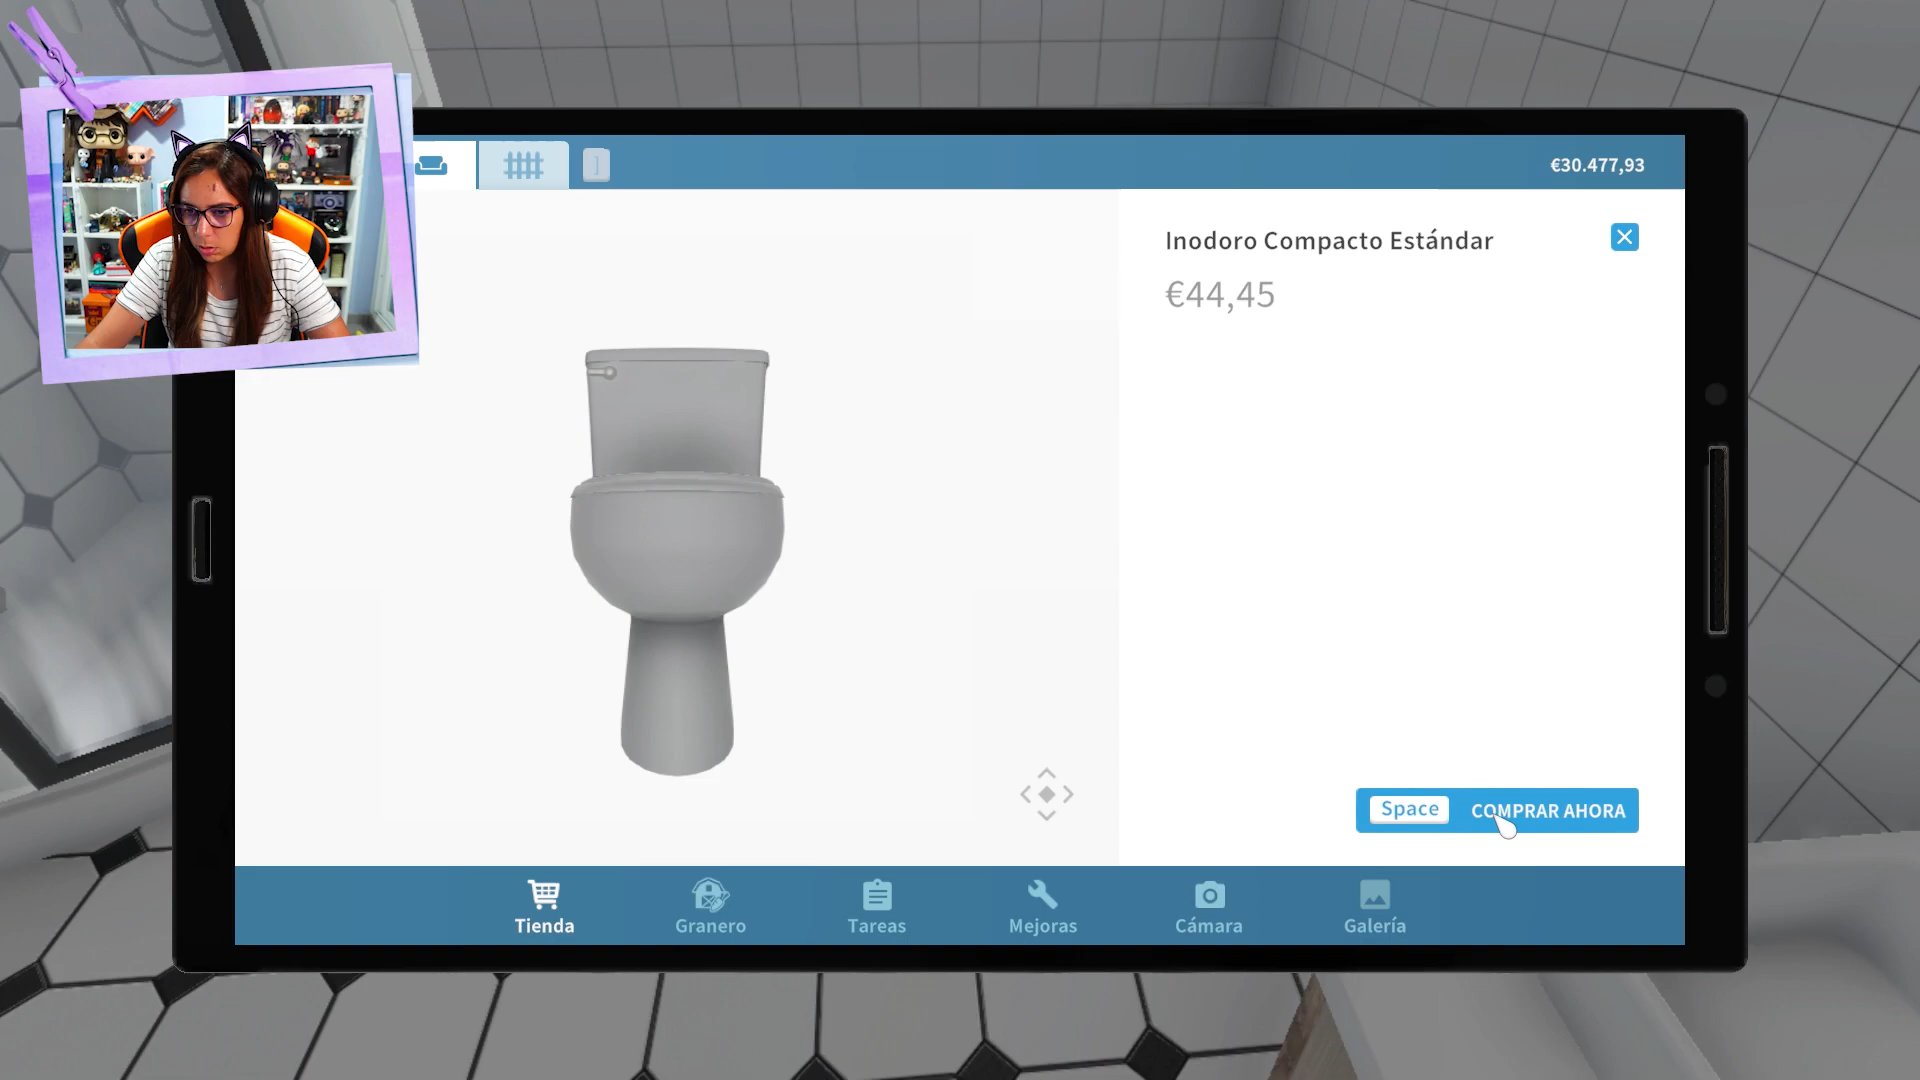 €30.477,93
Inodoro Compacto Estándar
€44,45
Space COMPRAR AHORA
Tienda Granero Tareas Mejoras Cámara Galería